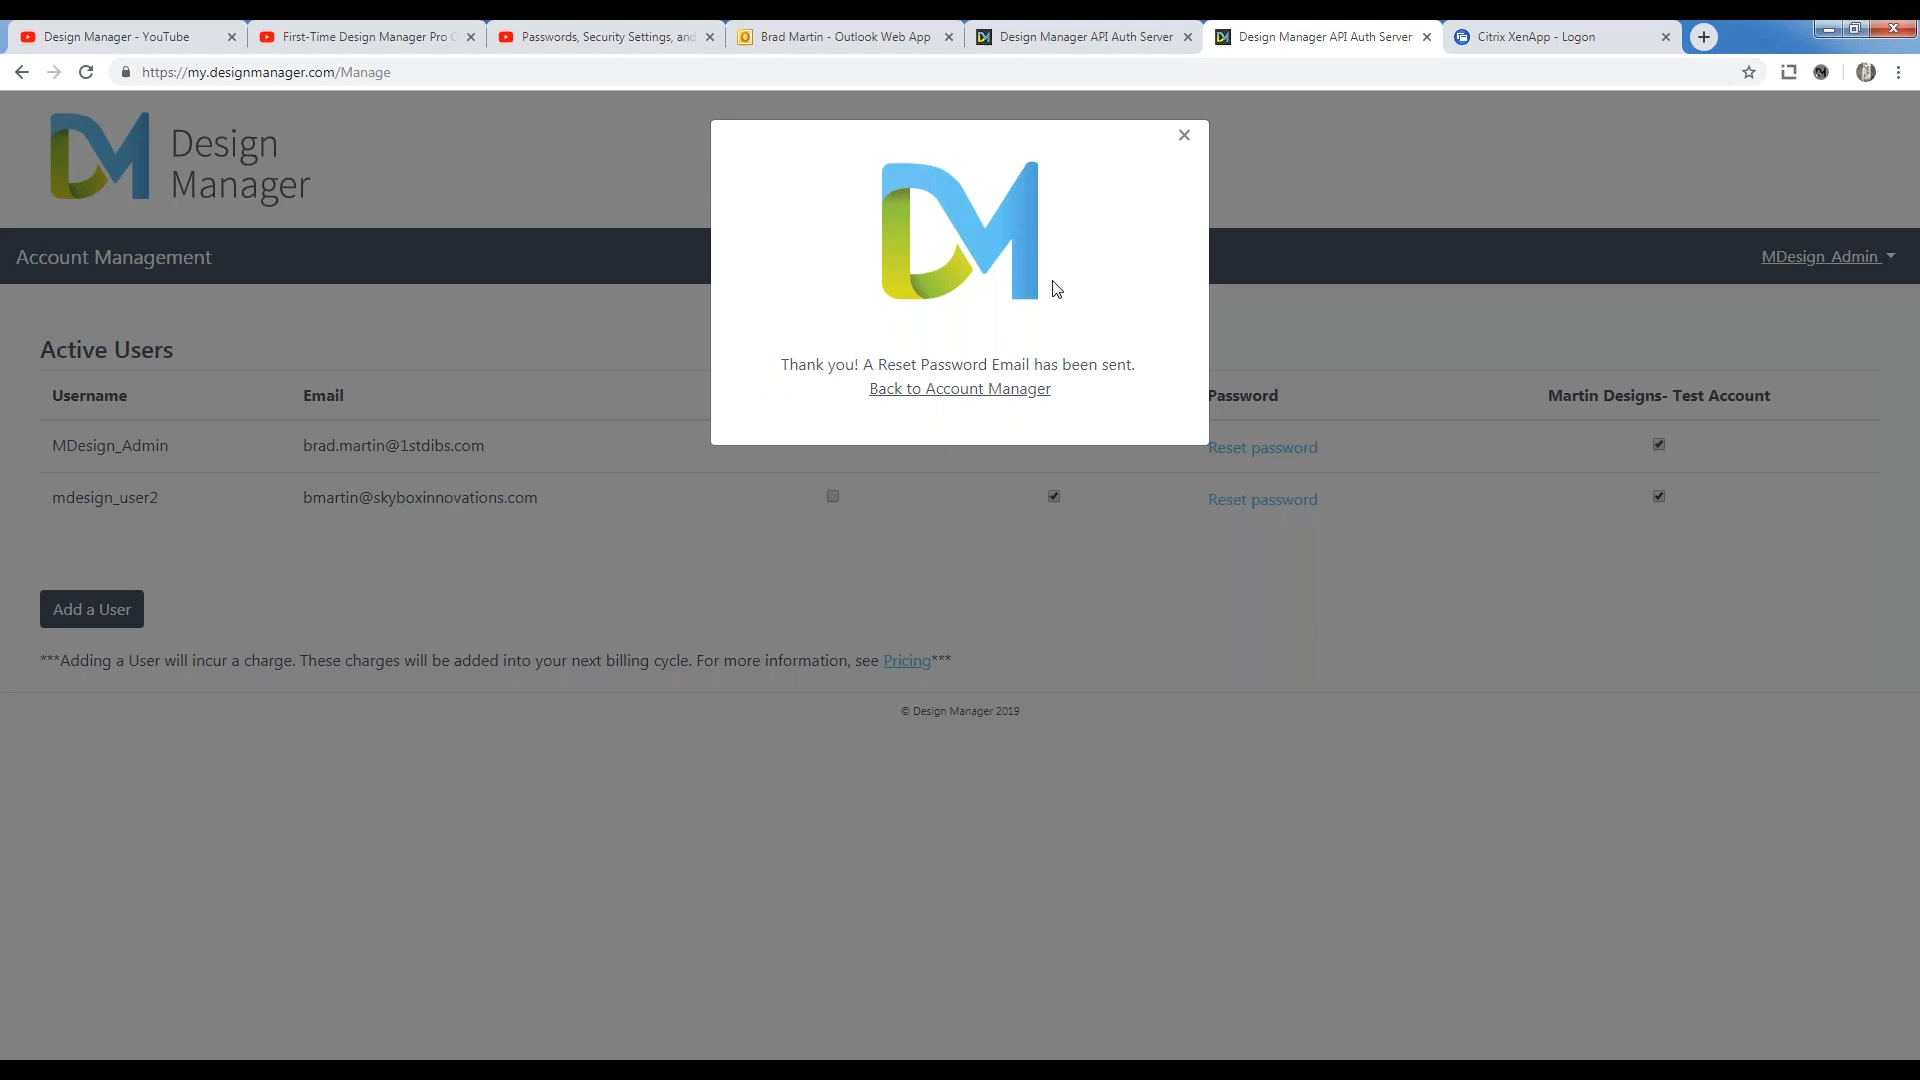 Design Manager - YouTube
First-Time Design Manager Pro C
Passwords, Security Settings, and
Brad Martin - Outlook Web App
Design Manager API Auth Server
Design Manager API Auth Server
Citrix XenApp - Logon
https://my.designmanager.com/Manage
DM
Design
Manager
Account Management
MDesign_Admin
DM
Thank you! A Reset Password Email has been sent.
Back to Account Manager
Active Users
Username Email Password Martin Designs- Test Account
MDesign_Admin brad.martin@1stdibs.com Reset password
mdesign_user2 bmartin@skyboxinnovations.com Reset password
Add a User
***Adding a User will incur a charge. These charges will be added into your next billing cycle. For more information, see Pricing***
© Design Manager 2019